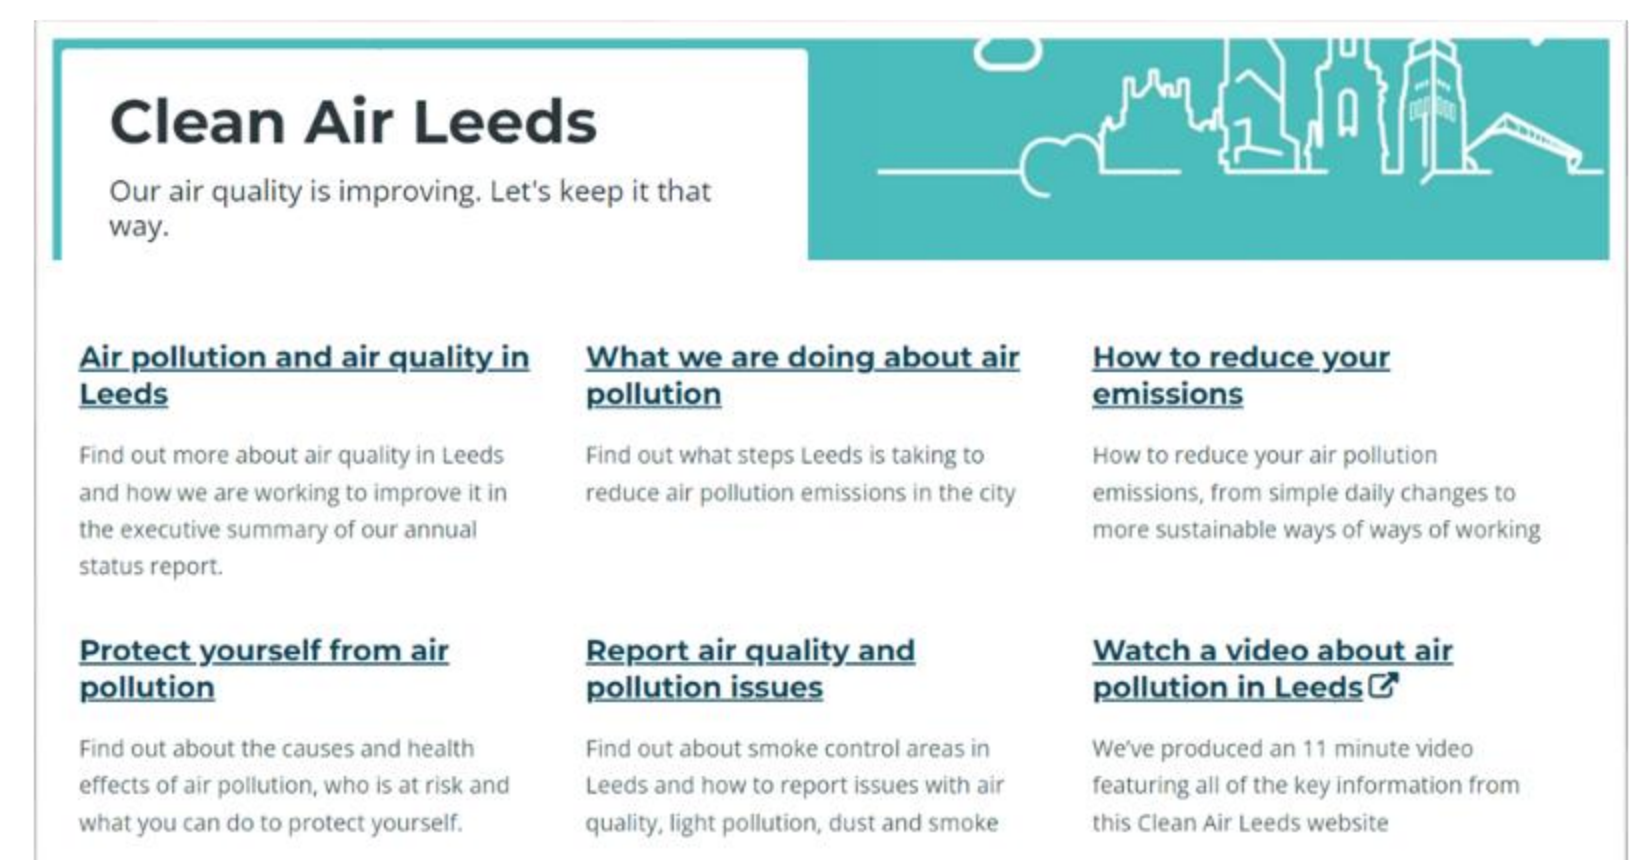 Clean Air Leeds
Our air quality is improving. Let's keep it that
way.
Air pollution and air quality in
Leeds
Find out more about air quality in Leeds
and how we are working to improve it in
the executive summary of our annual
status report.
What we are doing about air
pollution
Find out what steps Leeds is taking to
reduce air pollution emissions in the city
How to reduce your
emissions
How to reduce your air pollution
emissions, from simple daily changes to
more sustainable ways of ways of working
Protect yourself from air
pollution
Find out about the causes and health
effects of air pollution, who is at risk and
what you can do to protect yourself.
Report air quality and
pollution issues
Find out about smoke control areas in
Leeds and how to report issues with air
quality, light pollution, dust and smoke
Watch a video about air
pollution in Leeds
We've produced an 11 minute video
featuring all of the key information from
this Clean Air Leeds website